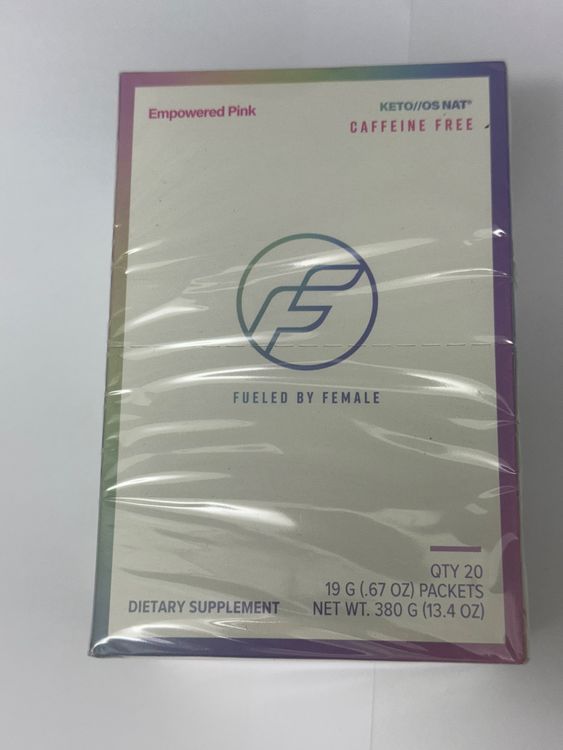 Empowered Pink
KETO//OS NAT®
CAFFEINE FREE
FUELED BY FEMALE
QTY 20
19 G (.67 OZ) PACKETS
DIETARY SUPPLEMENT
NET WT. 380 G (13.4 OZ)